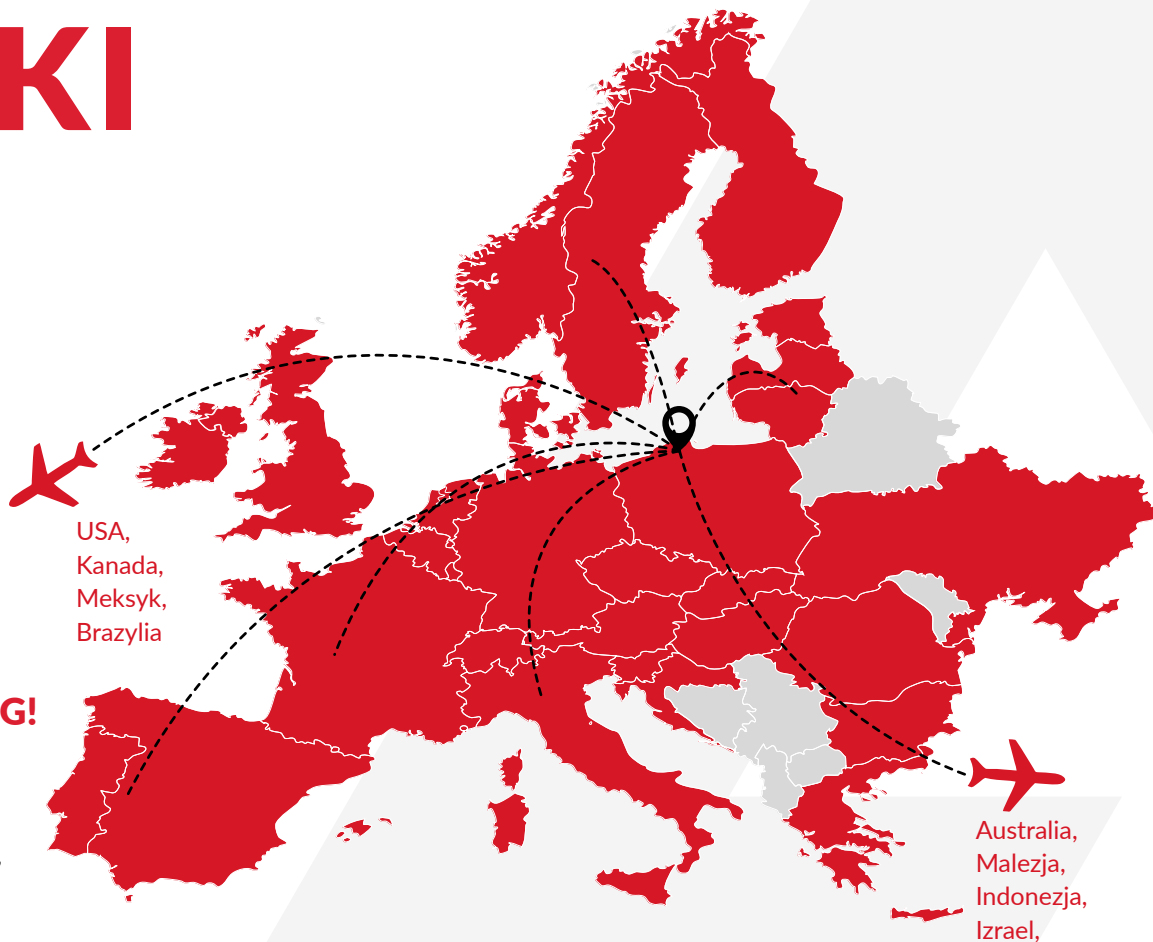 KI
USA,
Kanada,
Meksyk,
Brazylia
G!
Australia,
Malezja,
Indonezja,
Izrael,